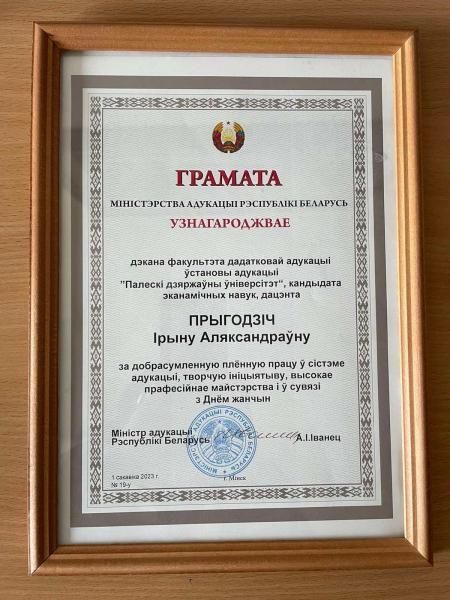 ГРАМАТА
МІНІСТЭРСТВА АДУКАЦЫІ РЭСПУБЛІКІ БЕЛАРУСЬ
УЗНАГАРОДЖВАЕ
дэкана факультэта дадатковай адукацыі
ўстановы адукацыі
"Палескі дзяржаўны ўніверсітэт", кандыдата
эканамічных навук, дацэнта
ПРЫГОДЗІЧ
Ірыну Аляксандраўну
за добрасумленную плённую працу ў сістэме
адукацыі, творчую ініцыятыву, высокае
прафесійнае майстэрства і ў сувязі
з Днём жанчын
Міністр адукацыі
Рэспублікі Беларусь А.І.Іванец
1 сакавіка 2023 г.
№ 19-у г. Мінск